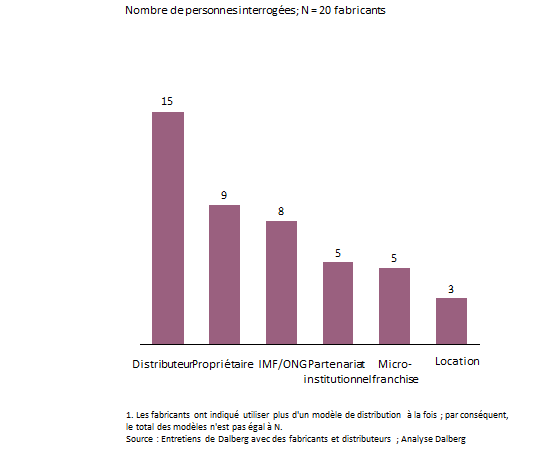 Nombre de personnes interrogées; N = 20 fabricants
15
9
8
5
5
3
Distributeur Propriétaire IMF/ONG Partenariat Micro- Location
institutionnel franchise
1. Les fabricants ont indiqué utiliser plus d'un modèle de distribution à la fois ; par conséquent,
le total des modèles n'est pas égal à N.
Source : Entretiens de Dalberg avec des fabricants et distributeurs ; Analyse Dalberg